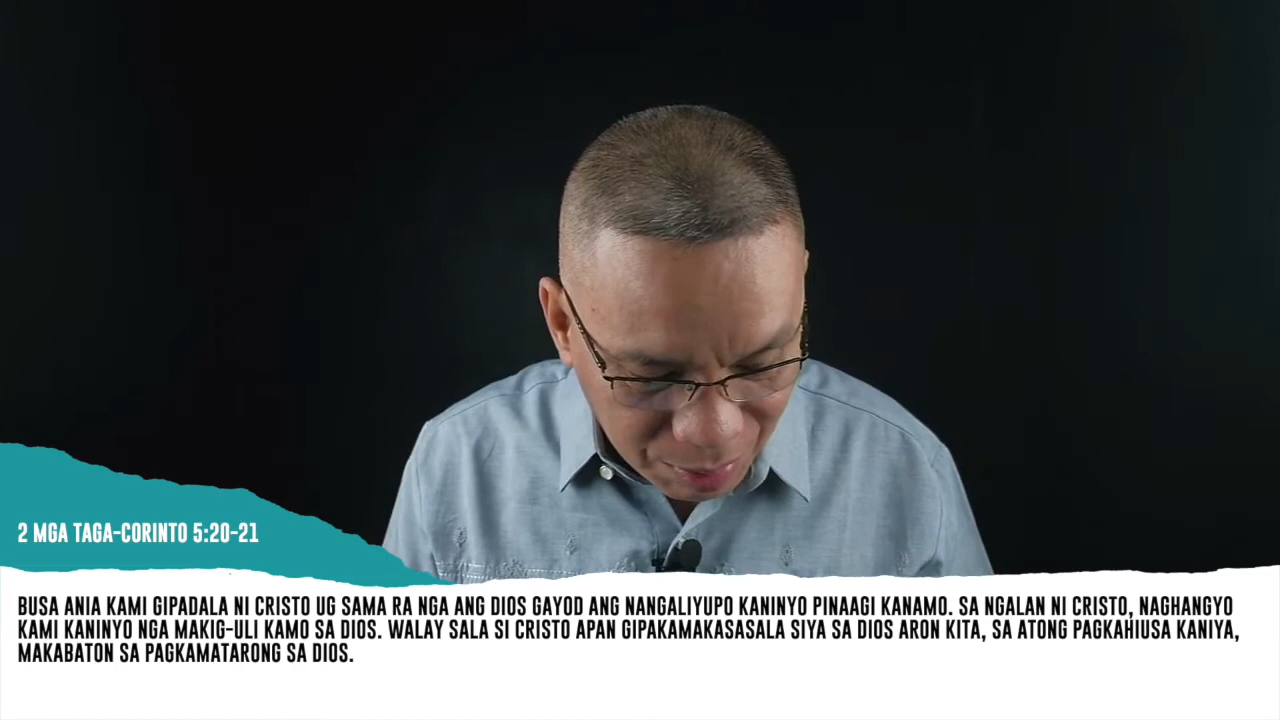 2 MGA TAGA-CORINTO 5:20-21
BUSA ANIA KAMI GIPADALA NI CRISTO UG SAMA RA NGA ANG DIOS GAYOD ANG NANGALIYUPO KANINYO PINAAGI KANAMO. SA NGALAN NI CRISTO, NAGHANGYO
KAMI KANINYO NGA MAKIG-ULI KAMO SA DIOS. WALAY SALA SI CRISTO APAN GIPAKAMAKASASALA SIYA SA DIOS ARON KITA, SA ATONG PAGKAHIUSA KANIYA,
MAKABATON SA PAGKAMATARONG SA DIOS.